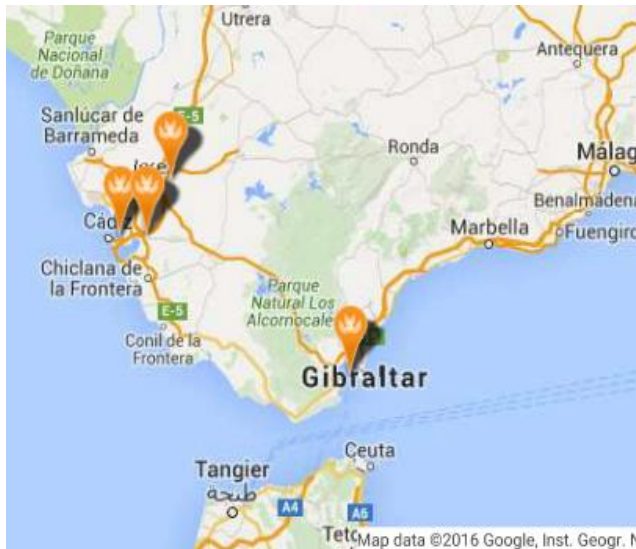 Utrera
Parque
Nacional
de Doñana
Antequera
E-5
Sanlúcar de
Barrameda
Ronda
Málag
Benalmádena
Cádiz
Marbella
Fuengiro
Chiclana de
la Frontera
Parque
Natural Los
Alcornocale
E-5
Conil de la
Frontera
Gibraltar
Ceuta
Tangier
طنجة
A4
A6
Teto
Map data ©2016 Google, Inst. Geogr. N